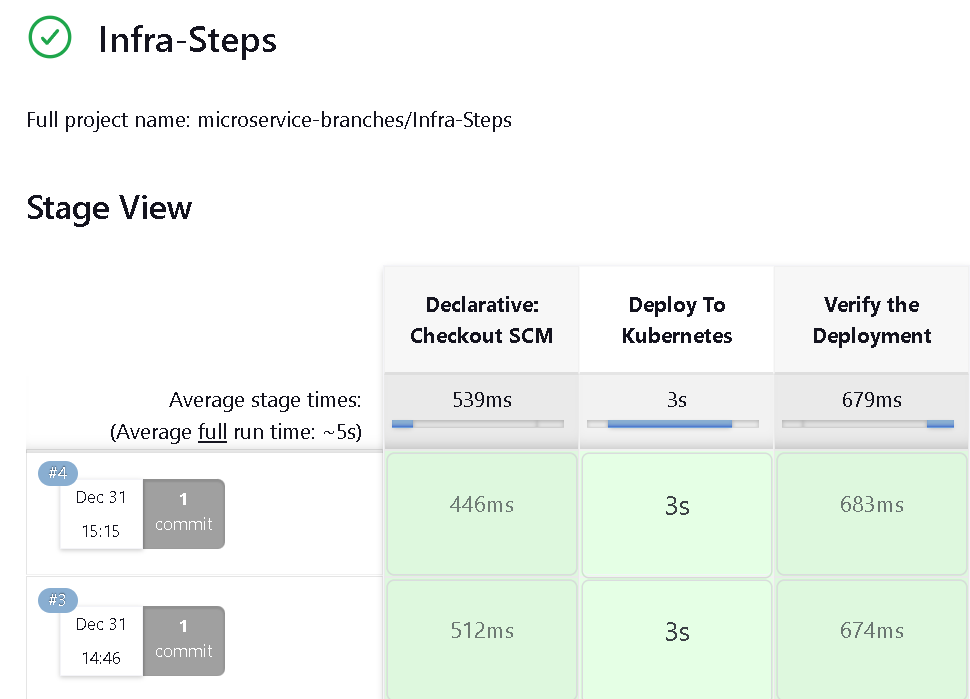 Infra-Steps
Full project name: microservice-branches/Infra-Steps
Stage View
Declarative:
Checkout SCM
Deploy To
Kubernetes
Verify the
Deployment
Average stage times:
(Average full run time: ~5s)
539ms
3s
679ms
#4
Dec 31
15:15
1
commit
446ms
3s
683ms
#3
Dec 31
14:46
1
commit
512ms
3s
674ms